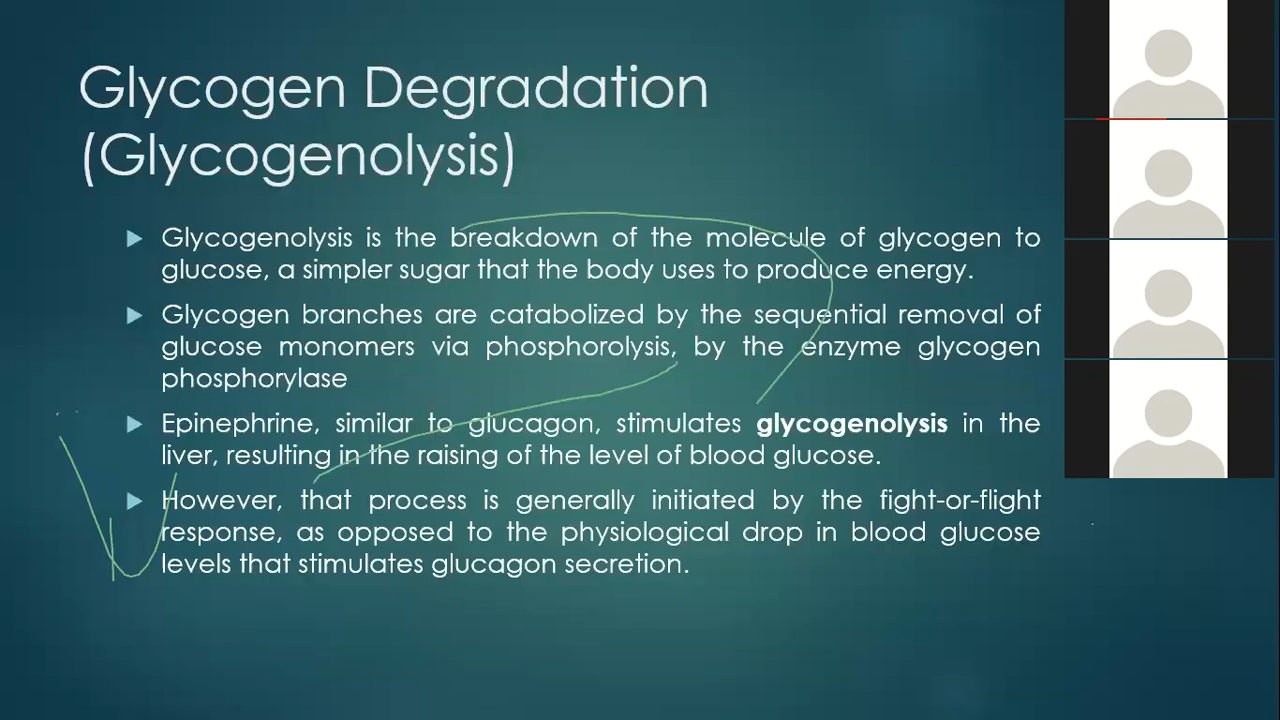 Glycogen Degradation
(Glycogenolysis)
Glycogenolysis is the breakdown of the molecule of glycogen to
glucose, a simpler sugar that the body uses to produce energy.
Glycogen branches are catabolized by the sequential removal of
glucose monomers via phosphorolysis, by the enzyme glycogen
phosphorylase
Epinephrine, similar to glucagon, stimulates glycogenolysis in the
liver, resulting in the raising of the level of blood glucose.
However, that process is generally initiated by the fight-or-flight
response, as opposed to the physiological drop in blood glucose
levels that stimulates glucagon secretion.